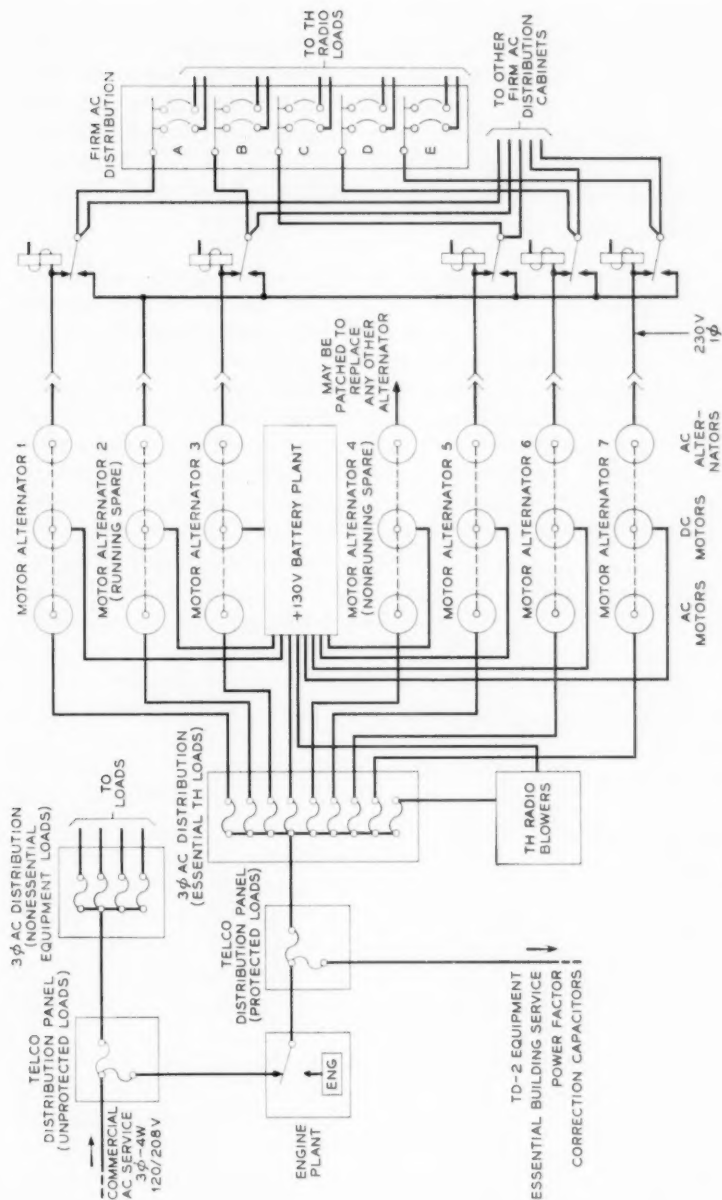 COMMERCIAL
AC SERVICE
3ϕ-4W
120/208V
TELCO
DISTRIBUTION PANEL
(UNPROTECTED LOADS)
3ϕ AC DISTRIBUTION
(NONESSENTIAL
EQUIPMENT LOADS)
TO
LOADS
ENGINE
PLANT
ENG
TELCO
DISTRIBUTION PANEL
(PROTECTED LOADS)
TD-2 EQUIPMENT
ESSENTIAL BUILDING SERVICE
POWER FACTOR
CORRECTION CAPACITORS
3ϕ AC DISTRIBUTION
(ESSENTIAL TH LOADS)
TH RADIO
BLOWERS
MOTOR ALTERNATOR 1
MOTOR ALTERNATOR 2
(RUNNING SPARE)
MOTOR ALTERNATOR 3
+130V BATTERY PLANT
MOTOR ALTERNATOR 4
(NONRUNNING SPARE)
MOTOR ALTERNATOR 5
MOTOR ALTERNATOR 6
MOTOR ALTERNATOR 7
AC
MOTORS
DC
MOTORS
AC
ALTER-
NATORS
MAY BE
PATCHED TO
REPLACE
ANY OTHER
ALTERNATOR
230V
1ϕ
FIRM AC
DISTRIBUTION
A
B
C
D
E
TO TH
RADIO
LOADS
TO OTHER
FIRM AC
DISTRIBUTION
CABINETS